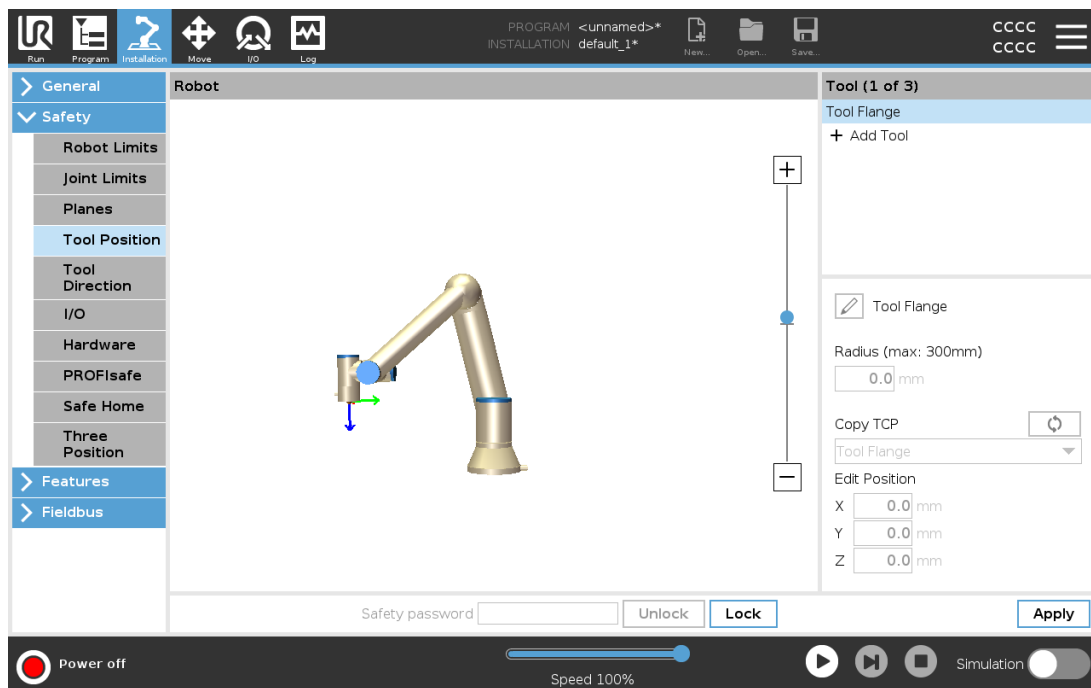 UR
Run
Program
Installation
Move
I/O
Log
PROGRAM <unnamed>*
INSTALLATION default_1*
New...
Open...
Save...
CCCC
CCCC
General
Safety
Robot Limits
Joint Limits
Planes
Tool Position
Tool
Direction
I/O
Hardware
PROFIsafe
Safe Home
Three
Position
Features
Fieldbus
Robot
Tool (1 of 3)
Tool Flange
+ Add Tool
Tool Flange
Radius (max: 300mm)
0.0 mm
Copy TCP
Tool Flange
Edit Position
X 0.0 mm
Y 0.0 mm
Z 0.0 mm
Safety password
Unlock
Lock
Apply
Power off
Speed 100%
Simulation